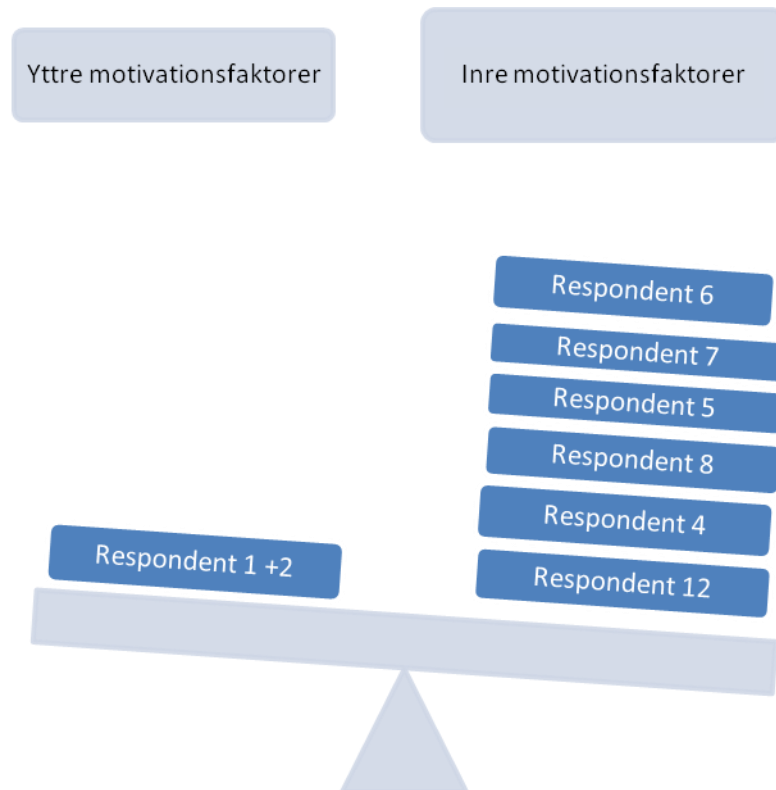 Yttre motivationsfaktorer
Inre motivationsfaktorer
Respondent 6
Respondent 7
Respondent 5
Respondent 8
Respondent 4
Respondent 1 +2
Respondent 12